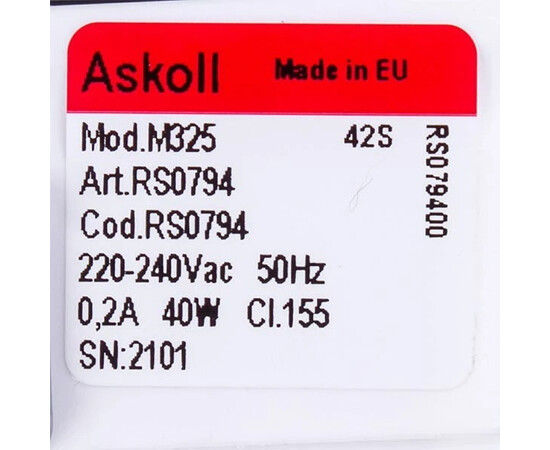 Askoll Made in EU
Mod.M325 42S
Art.RS0794
Cod.RS0794
220-240Vac 50Hz
0,2A 40W Cl.155
SN:2101
RS079400